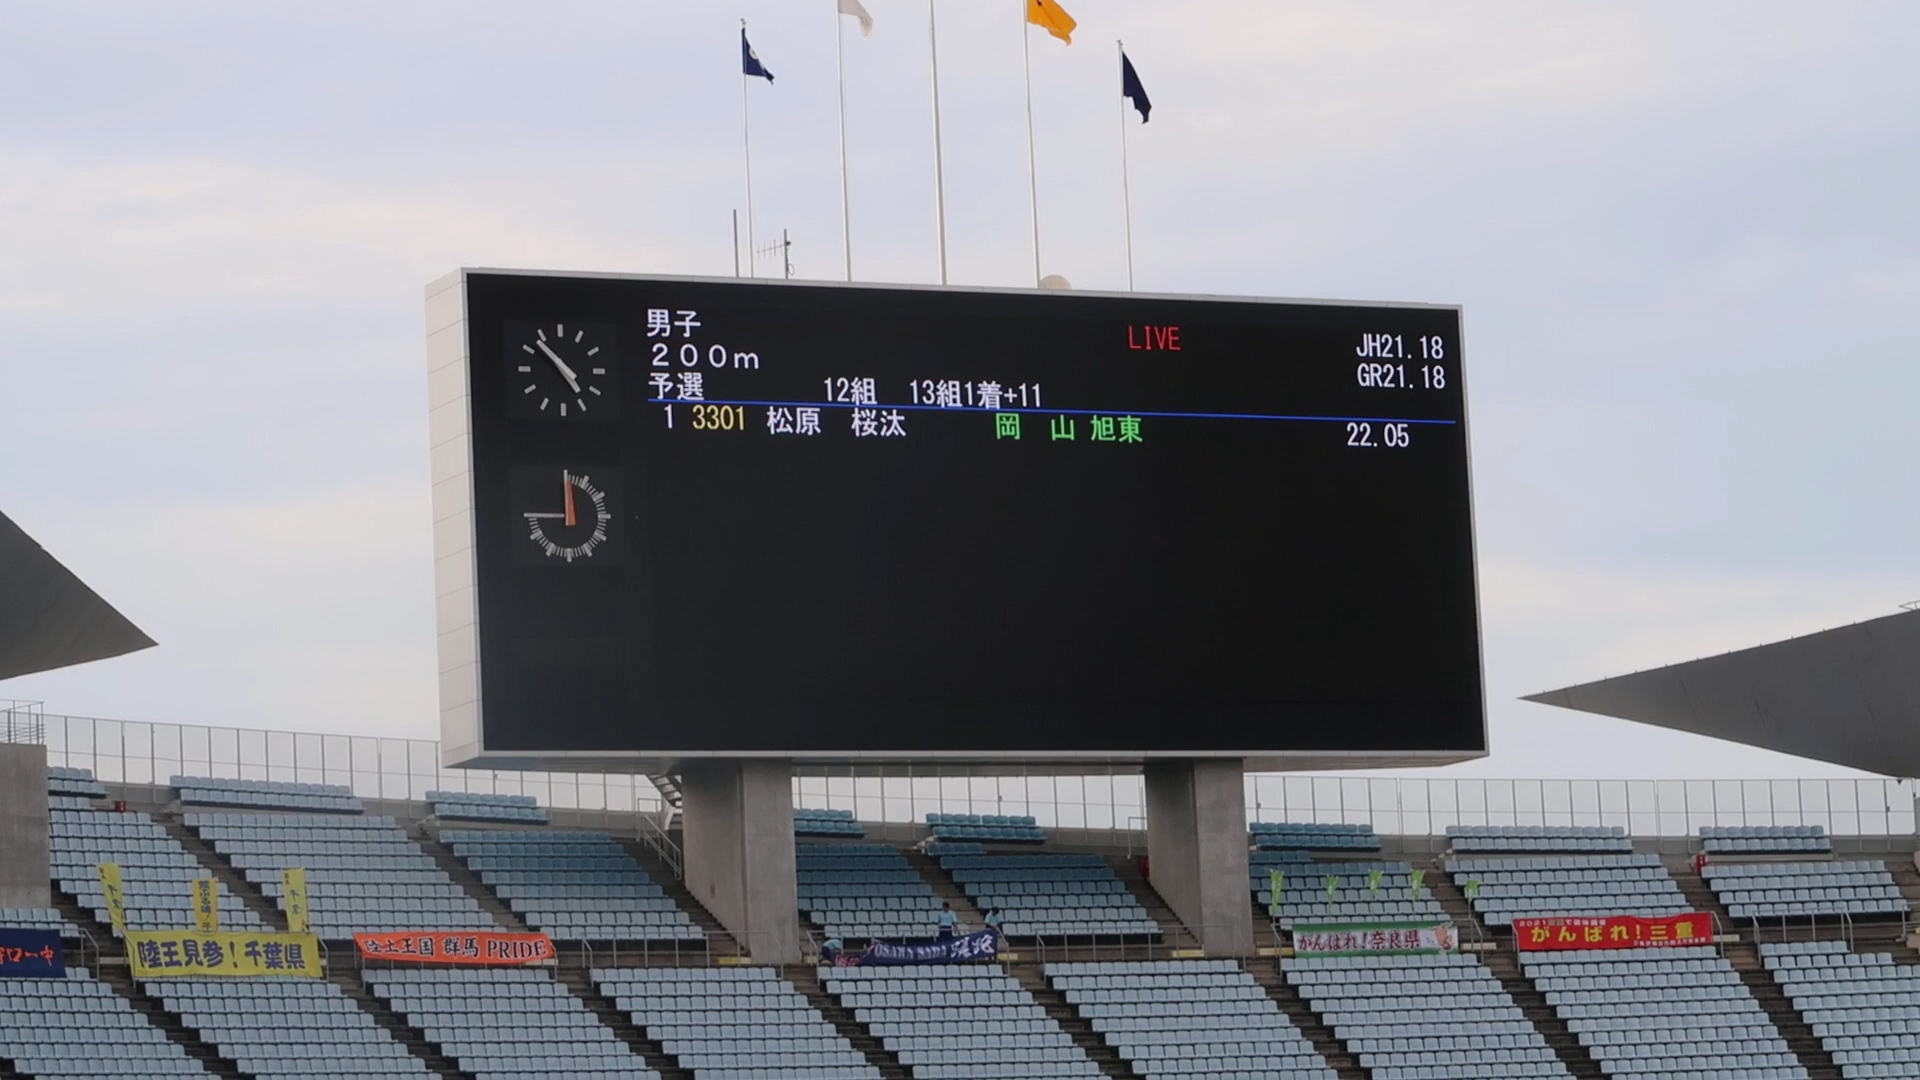 男子
LIVE
JH21.18
200m
GR21.18
予選 12組 13組1着+11
1 3301 松原 桜汰 岡 山 旭東 22.05
陸王見参!千葉県
陸上王国 群馬 PRIDE
がんばれ!奈良県
がんばれ!三重